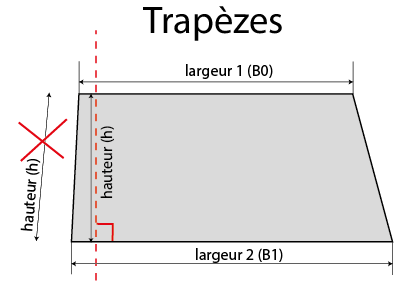 Trapèzes
largeur 1 (B0)
hauteur (h)
hauteur (h)
largeur 2 (B1)